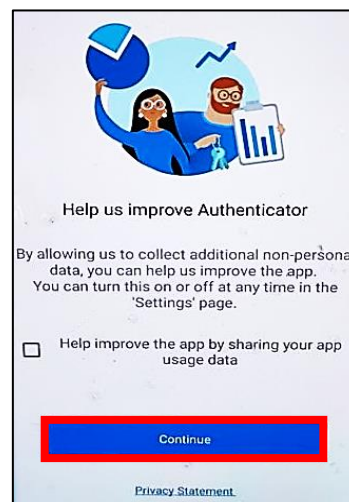 Help us improve Authenticator
By allowing us to collect additional non-persona
data, you can help us improve the app.
You can turn this on or off at any time in the
'Settings' page.
Help improve the app by sharing your app
usage data
Continue
Privacy Statement